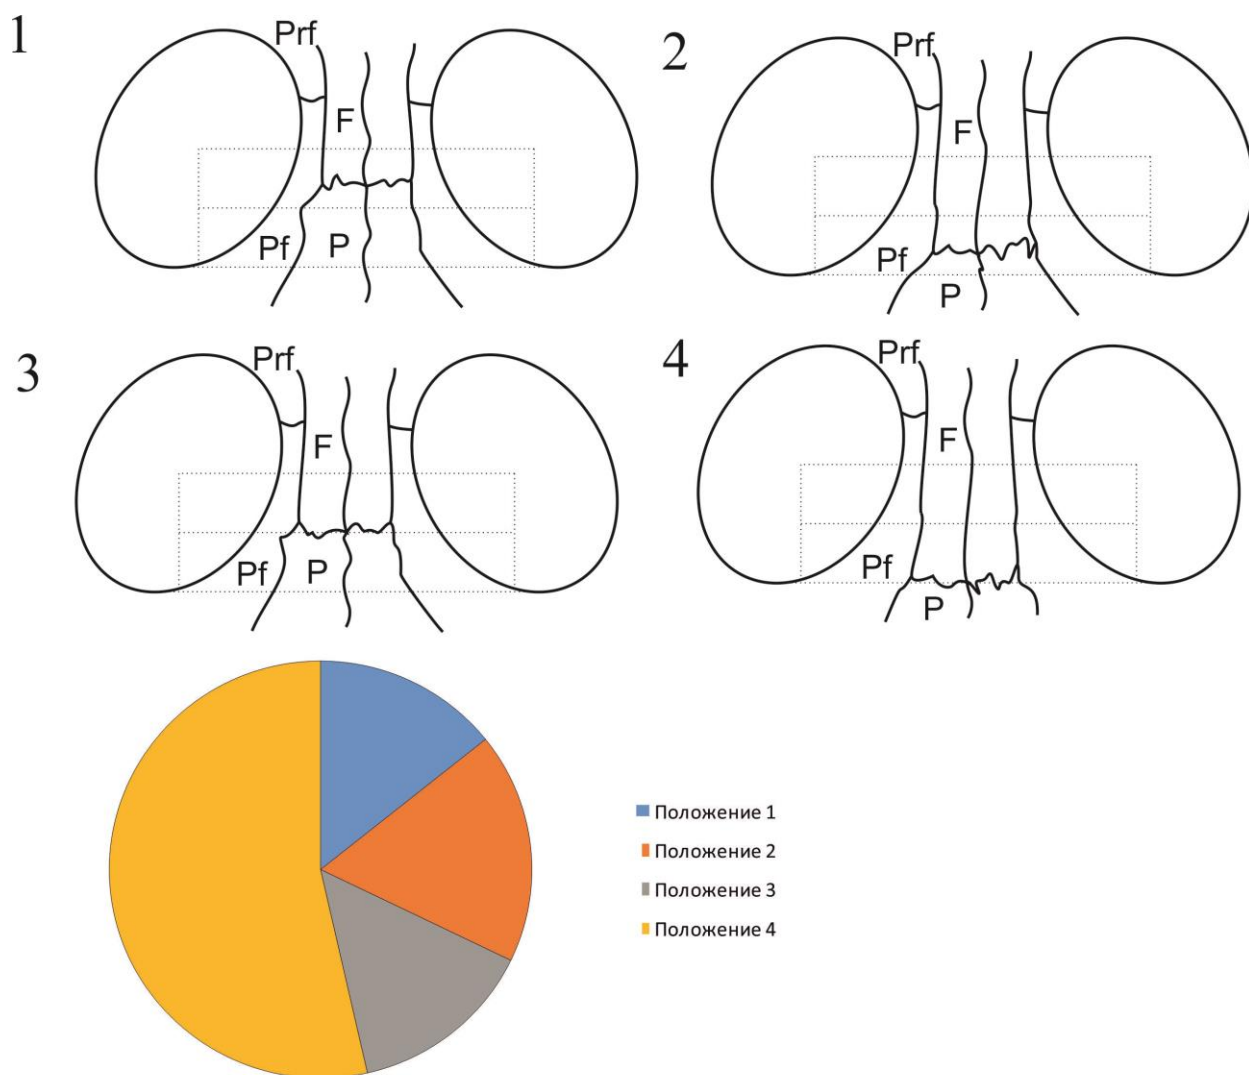 1
Prf
F
Pf
P
2
Prf
F
Pf
P
3
Prf
F
Pf
P
4
Prf
F
Pf
P
Положение 1
Положение 2
Положение 3
Положение 4